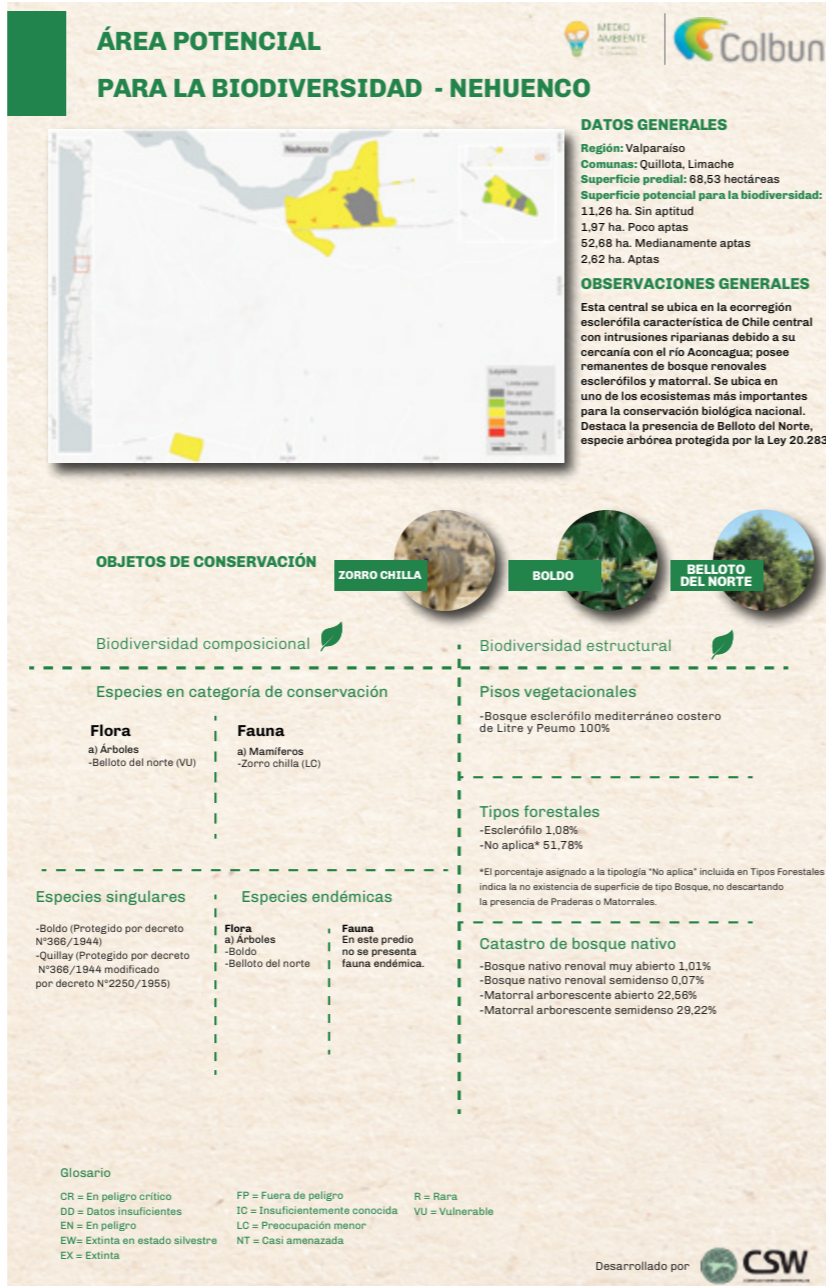 ÁREA POTENCIAL
PARA LA BIODIVERSIDAD - NEHUENCO
MEDIO
AMBIENTE
Colbun
Nehuenco
Leyenda
Límite predial
Sin aptitud
Poco apto
Medianamente apto
Apto
Muy apto
DATOS GENERALES
Región: Valparaíso
Comunas: Quillota, Limache
Superficie predial: 68,53 hectáreas
Superficie potencial para la biodiversidad:
11,26 ha. Sin aptitud
1,97 ha. Poco aptas
52,68 ha. Medianamente aptas
2,62 ha. Aptas
OBSERVACIONES GENERALES
Esta central se ubica en la ecorregión
esclerófila característica de Chile central
con intrusiones riparianas debido a su
cercanía con el río Aconcagua; posee
remanentes de bosque renovales
esclerófilos y matorral. Se ubica en
uno de los ecosistemas más importantes
para la conservación biológica nacional.
Destaca la presencia de Belloto del Norte,
especie arbórea protegida por la Ley 20.283
OBJETOS DE CONSERVACIÓN
ZORRO CHILLA
BOLDO
BELLOTO
DEL NORTE
Biodiversidad composicional
Especies en categoría de conservación
Flora
a) Árboles
-Belloto del norte (VU)
Fauna
a) Mamíferos
-Zorro chilla (LC)
Especies singulares
-Boldo (Protegido por decreto
N°366/1944)
-Quillay (Protegido por decreto
N°366/1944 modificado
por decreto N°2250/1955)
Especies endémicas
Flora
a) Árboles
-Boldo
-Belloto del norte
Fauna
En este predio
no se presenta
fauna endémica.
Biodiversidad estructural
Pisos vegetacionales
-Bosque esclerófilo mediterráneo costero
de Litre y Peumo 100%
Tipos forestales
-Esclerófilo 1,08%
-No aplica* 51,78%
*El porcentaje asignado a la tipología "No aplica" incluida en Tipos Forestales
indica la no existencia de superficie de tipo Bosque, no descartando
la presencia de Praderas o Matorrales.
Catastro de bosque nativo
-Bosque nativo renoval muy abierto 1,01%
-Bosque nativo renoval semidenso 0,07%
-Matorral arborescente abierto 22,56%
-Matorral arborescente semidenso 29,22%
Glosario
CR = En peligro crítico
DD = Datos insuficientes
EN = En peligro
EW= Extinta en estado silvestre
EX = Extinta
FP = Fuera de peligro
IC = Insuficientemente conocida
LC = Preocupación menor
NT = Casi amenazada
R = Rara
VU = Vulnerable
Desarrollado por
CSW